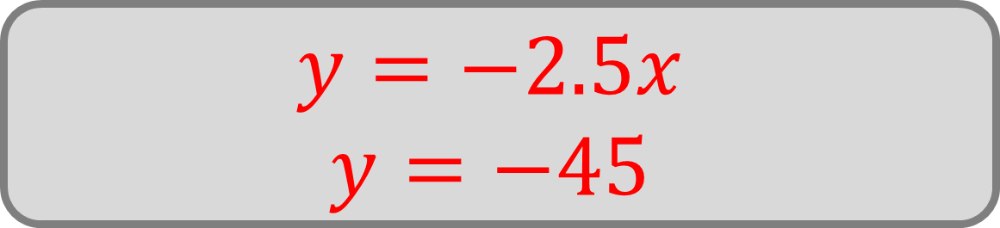 y = −2.5x
y = −45